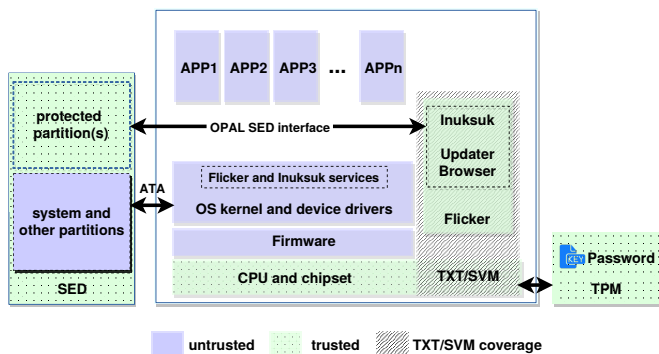 APP1 APP2 APP3 ... APPn
protected
partition(s)
OPAL SED interface
Inuksuk
Updater
Browser
Flicker and Inuksuk services
ATA
system and
other partitions
OS kernel and device drivers
Flicker
Firmware
CPU and chipset
TXT/SVM
SED
KEY Password
TPM
untrusted
trusted
TXT/SVM coverage